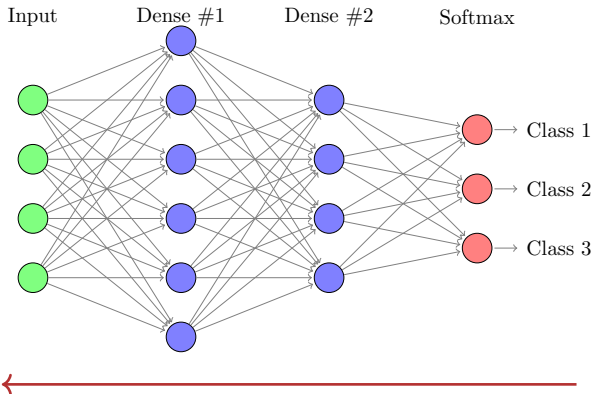 Input Dense #1 Dense #2 Softmax
Class 1
Class 2
Class 3